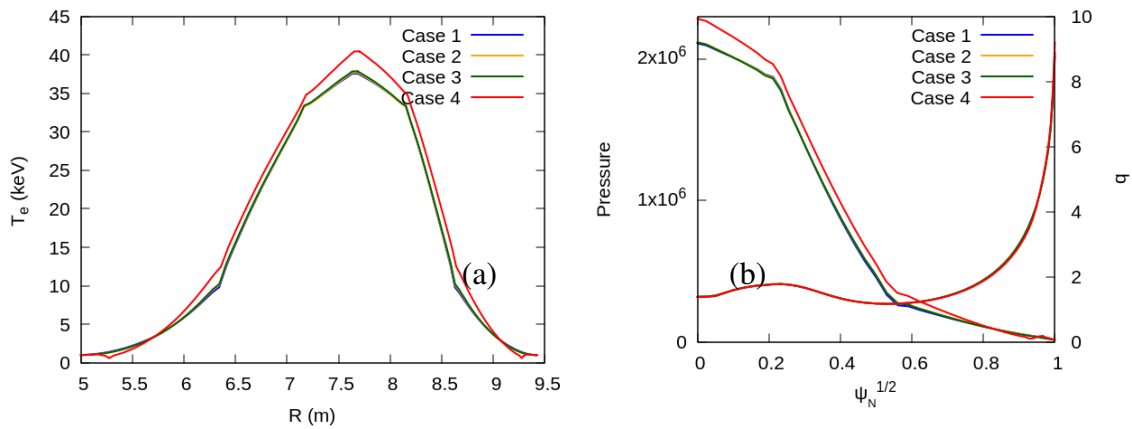 45
40
35
30
25
20
15
10
5
0
T_e (keV)
Case 1
Case 2
Case 3
Case 4
(a)
5 5.5 6 6.5 7 7.5 8 8.5 9 9.5
R (m)
2x10^6
1x10^6
0
Pressure
Case 1
Case 2
Case 3
Case 4
(b)
10
8
6
4
2
0
q
0 0.2 0.4 0.6 0.8 1
ψ_N^1/2